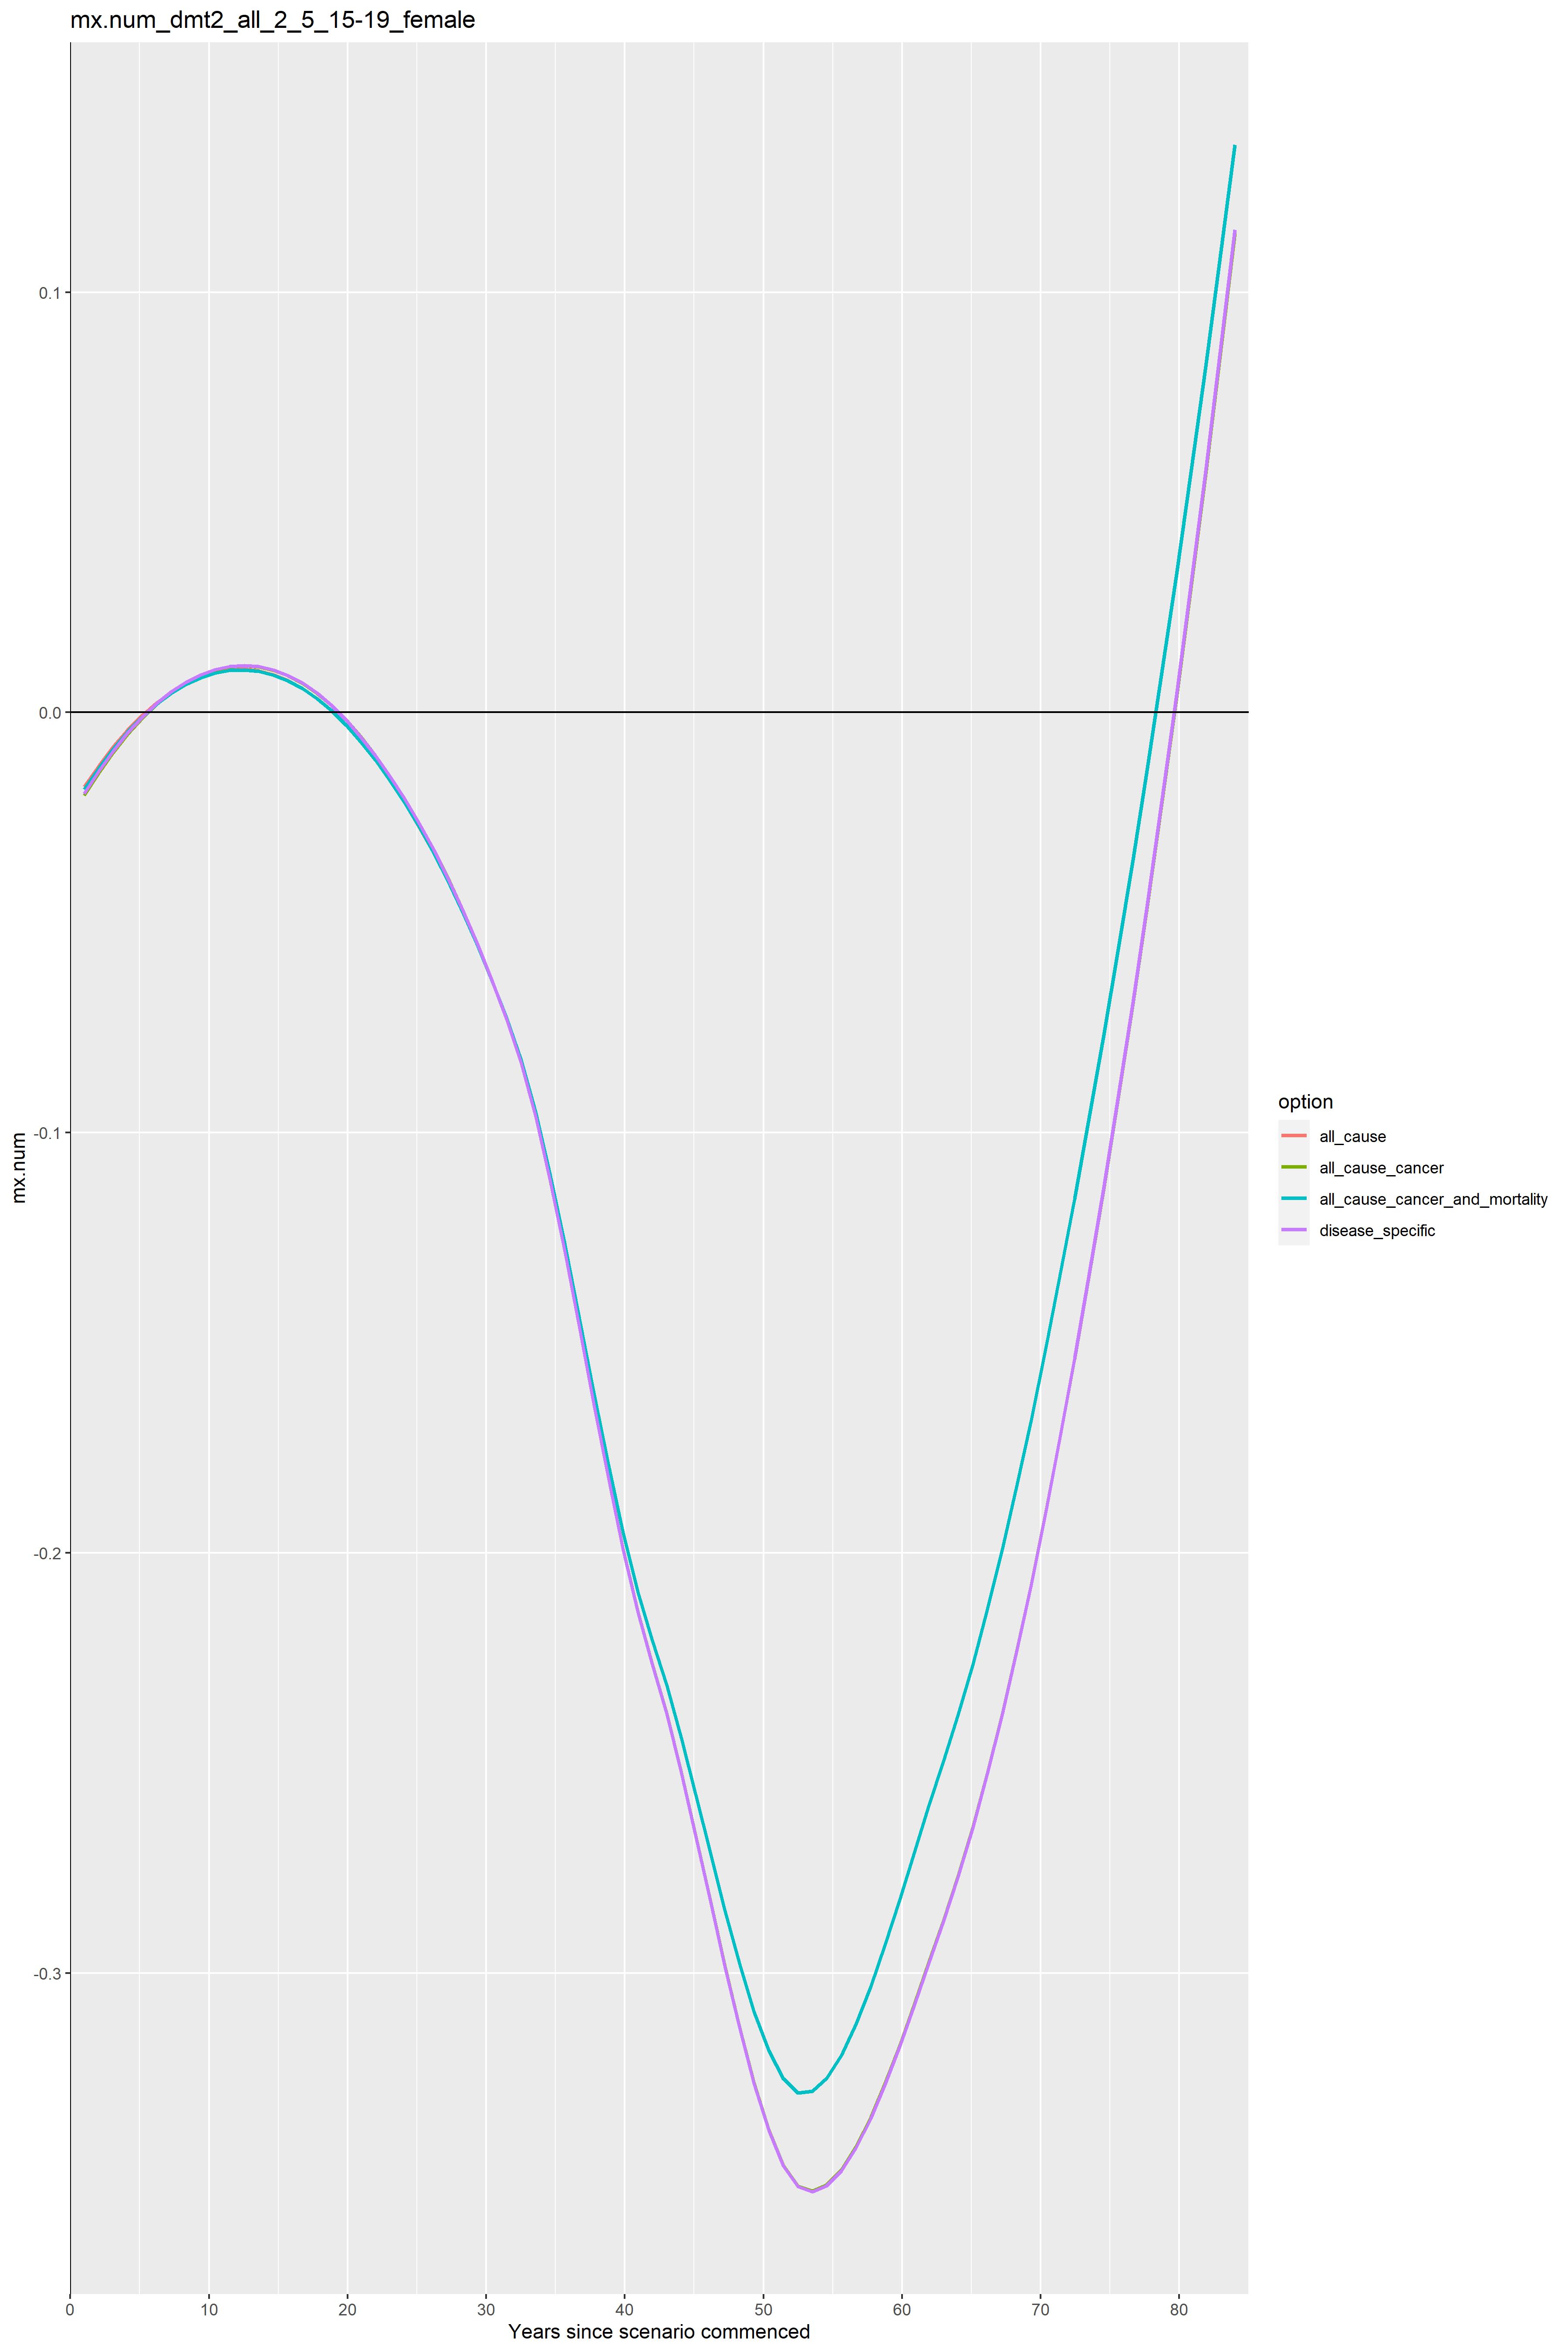 mx.num_dmt2_all_2_5_15-19_female
0.1
0.0
-0.1
-0.2
-0.3
mx.num
0 10 20 30 40 50 60 70 80
Years since scenario commenced
option
all_cause
all_cause_cancer
all_cause_cancer_and_mortality
disease_specific